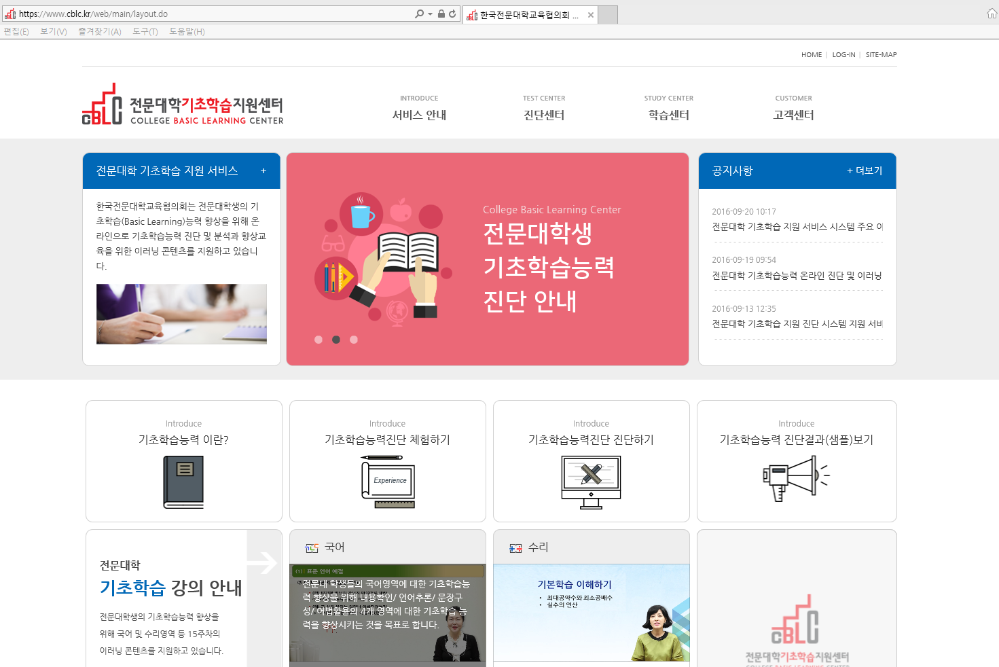 https://www.cblc.kr/web/main/layout.do
한국전문대학교육협의회 ...
편집(E) 보기(V) 즐겨찾기(A) 도구(T) 도움말(H)
HOME | LOG-IN | SITE-MAP
CBLC 전문대학기초학습지원센터
COLLEGE BASIC LEARNING CENTER
INTRODUCE TEST CENTER STUDY CENTER CUSTOMER
서비스 안내 진단센터 학습센터 고객센터
전문대학 기초학습 지원 서비스 +
한국전문대학교육협의회는 전문대학생의 기
초학습(Basic Learning)능력 향상을 위해 온
라인으로 기초학습능력 진단 및 분석과 향상교
육을 위한 이러닝 콘텐츠를 지원하고 있습니
다.
College Basic Learning Center
전문대학생
기초학습능력
진단 안내
공지사항 + 더보기
2016-09-20 10:17
전문대학 기초학습 지원 서비스 시스템 주요 이
2016-09-19 09:54
전문대학 기초학습능력 온라인 진단 및 이러닝
2016-09-13 12:35
전문대학 기초학습 지원 진단 시스템 지원 서비
Introduce
기초학습능력 이란?
Introduce
기초학습능력진단 체험하기
Experience
Introduce
기초학습능력진단 진단하기
Introduce
기초학습능력 진단결과(샘플)보기
전문대학
기초학습 강의 안내
전문대학생의 기초학습능력 향상을
위해 국어 및 수리영역 등 15주차의
이러닝 콘텐츠를 지원하고 있습니다.
국어
(1) 표준 언어 예절
전문대 학생들의 국어영역에 대한 기초학습능
력 향상을 위해 내용확인/ 언어추론/ 문장구
성/ 어법활용의 4개 영역에 대한 기초학습 능
력을 향상시키는 것을 목표로 합니다.
수리
기본학습 이해하기
• 최대공약수와 최소공배수
• 실수의 연산
CBLC
전문대학기초학습지원센터
COLLEGE BASIC LEARNING CENTER